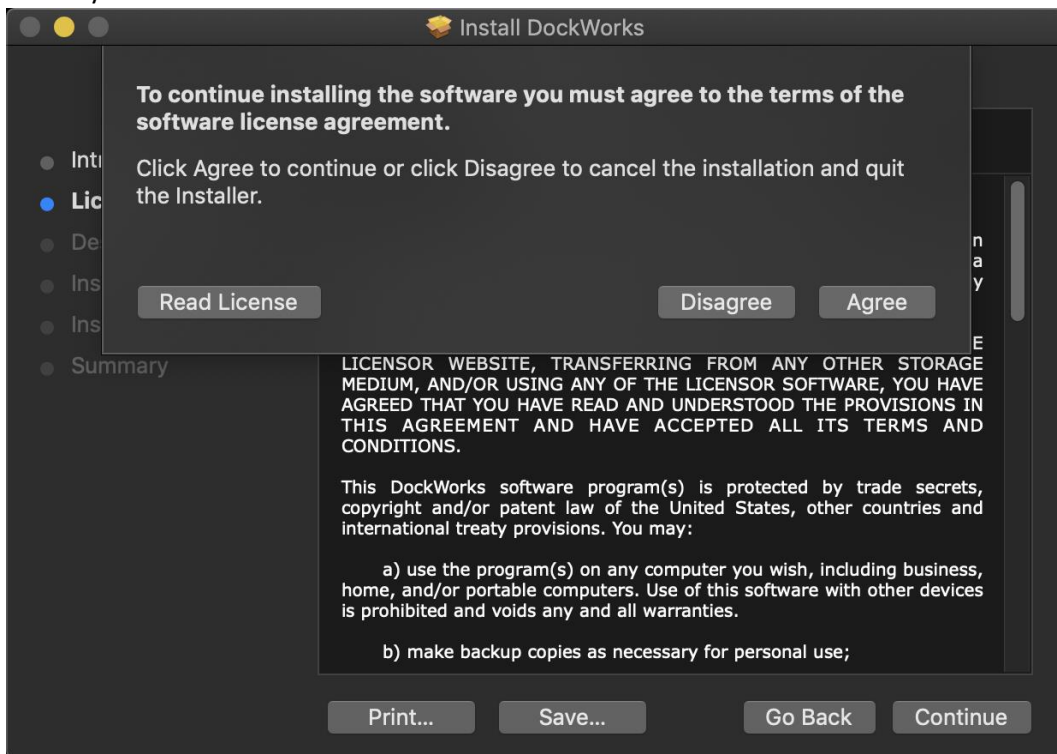 Install DockWorks
To continue installing the software you must agree to the terms of the
software license agreement.
Click Agree to continue or click Disagree to cancel the installation and quit
the Installer.
Read License
Disagree
Agree
Summary
LICENSOR WEBSITE, TRANSFERRING FROM ANY OTHER STORAGE
MEDIUM, AND/OR USING ANY OF THE LICENSOR SOFTWARE, YOU HAVE
AGREED THAT YOU HAVE READ AND UNDERSTOOD THE PROVISIONS IN
THIS AGREEMENT AND HAVE ACCEPTED ALL ITS TERMS AND
CONDITIONS.
This DockWorks software program(s) is protected by trade secrets,
copyright and/or patent law of the United States, other countries and
international treaty provisions. You may:
a) use the program(s) on any computer you wish, including business,
home, and/or portable computers. Use of this software with other devices
is prohibited and voids any and all warranties.
b) make backup copies as necessary for personal use;
Print...
Save...
Go Back
Continue